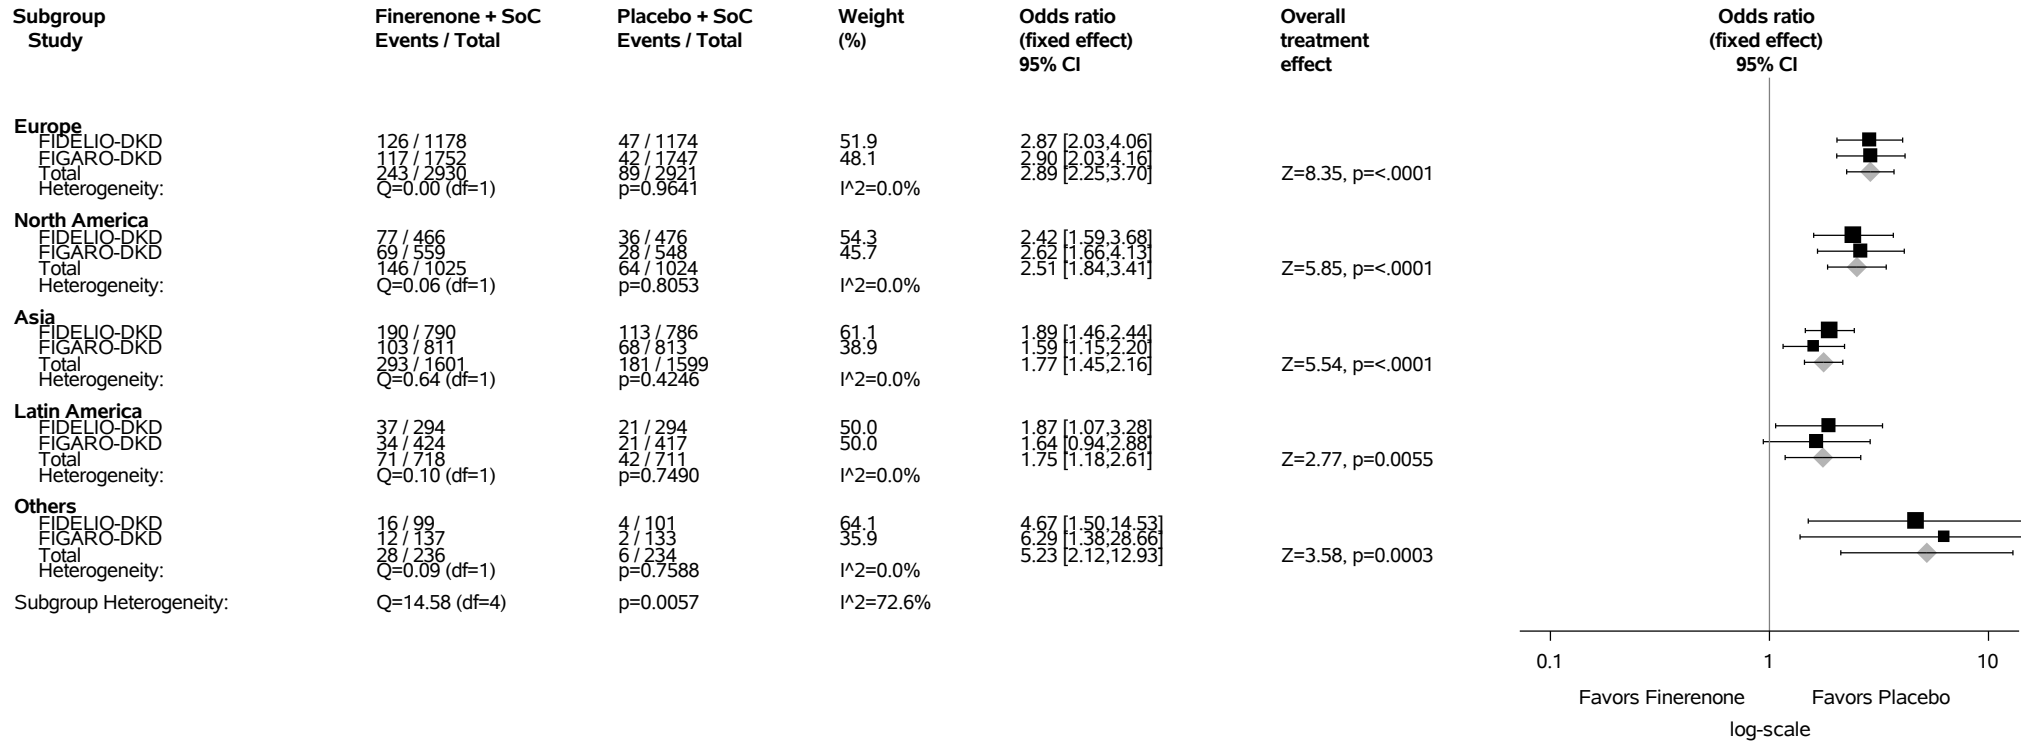 Subgroup Finerenone + SoC Placebo + SoC Weight Odds ratio Overall Odds ratio
Study Events / Total Events / Total (%) (fixed effect) treatment (fixed effect)
95% CI effect 95% CI
Europe
FIDELIO-DKD 126 / 1178 47 / 1174 51.9 2.87 [2.03,4.06]
FIGARO-DKD 117 / 1752 42 / 1747 48.1 2.90 [2.03,4.16]
Total 243 / 2930 89 / 2921 2.89 [2.25,3.70] Z=8.35, p=<.0001
Heterogeneity: Q=0.00 (df=1) p=0.9641 I^2=0.0%
North America
FIDELIO-DKD 77 / 466 36 / 476 54.3 2.42 [1.59,3.68]
FIGARO-DKD 69 / 559 28 / 548 45.7 2.62 [1.66,4.13]
Total 146 / 1025 64 / 1024 2.51 [1.84,3.41] Z=5.85, p=<.0001
Heterogeneity: Q=0.06 (df=1) p=0.8053 I^2=0.0%
Asia
FIDELIO-DKD 190 / 790 113 / 786 61.1 1.89 [1.46,2.44]
FIGARO-DKD 103 / 811 68 / 813 38.9 1.59 [1.15,2.20]
Total 293 / 1601 181 / 1599 1.77 [1.45,2.16] Z=5.54, p=<.0001
Heterogeneity: Q=0.64 (df=1) p=0.4246 I^2=0.0%
Latin America
FIDELIO-DKD 37 / 294 21 / 294 50.0 1.87 [1.07,3.28]
FIGARO-DKD 34 / 424 21 / 417 50.0 1.64 [0.94,2.88]
Total 71 / 718 42 / 711 1.75 [1.18,2.61] Z=2.77, p=0.0055
Heterogeneity: Q=0.10 (df=1) p=0.7490 I^2=0.0%
Others
FIDELIO-DKD 16 / 99 4 / 101 64.1 4.67 [1.50,14.53]
FIGARO-DKD 12 / 137 2 / 133 35.9 6.29 [1.38,28.66]
Total 28 / 236 6 / 234 5.23 [2.12,12.93] Z=3.58, p=0.0003
Heterogeneity: Q=0.09 (df=1) p=0.7588 I^2=0.0%
Subgroup Heterogeneity: Q=14.58 (df=4) p=0.0057 I^2=72.6%
0.1 1 10
Favors Finerenone Favors Placebo
log-scale